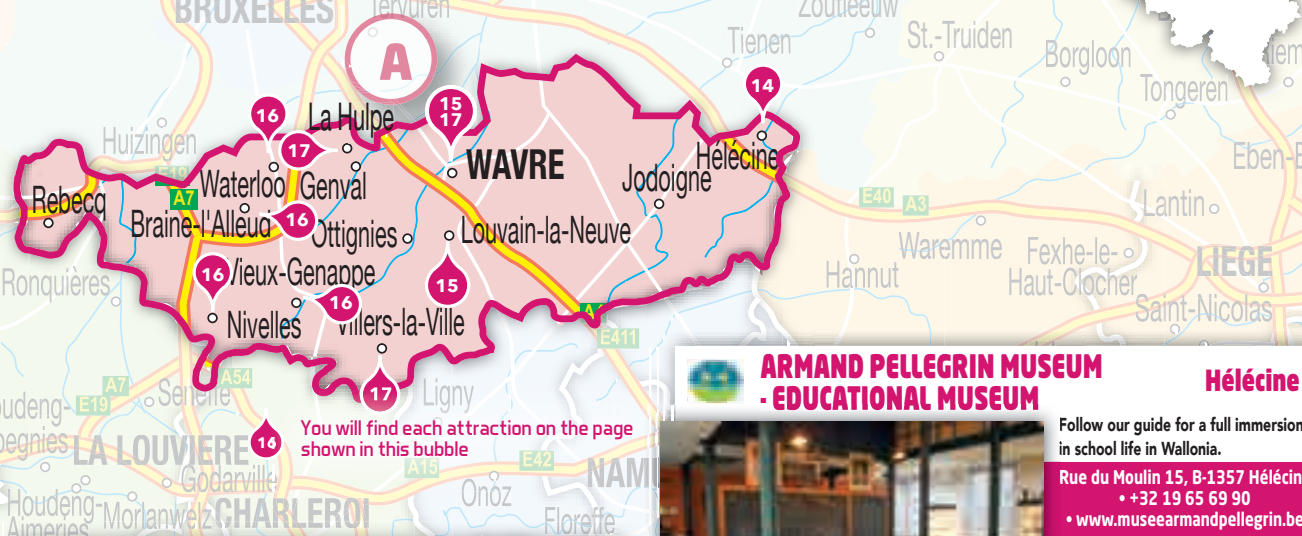 BRUXELLES
Tervuren
Zoutleeuw
A
Tienen
St.-Truiden
Borgloon
Tongeren
14
16
15
17
La Hulpe
Huizingen
17
WAVRE
Hélécine
Eben-E
E19
A7
Waterloo
Genval
Jodoigne
E40
A3
Rebecq
Braine-l'Alleud
16
Ottignies
Louvain-la-Neuve
Lantin
Waremme
Fexhe-le-
Haut-Clocher
LIEGE
Hannut
Ronquières
16
Vieux-Genappe
15
16
Saint-Nicolas
Nivelles
Villers-la-Ville
E411
17
A7
E19
A54
Seneffe
Ligny
16
You will find each attraction on the page
shown in this bubble
LA LOUVIERE
Godarville
A15
E42
NAM
Onoz
Houdeng-
Aimeries
Morlanwelz
CHARLEROI
Floreffe
ARMAND PELLEGRIN MUSEUM
- EDUCATIONAL MUSEUM
Hélécine
Follow our guide for a full immersion
in school life in Wallonia.
Rue du Moulin 15, B-1357 Hélécin
• +32 19 65 69 90
• www.museearmandpellegrin.be